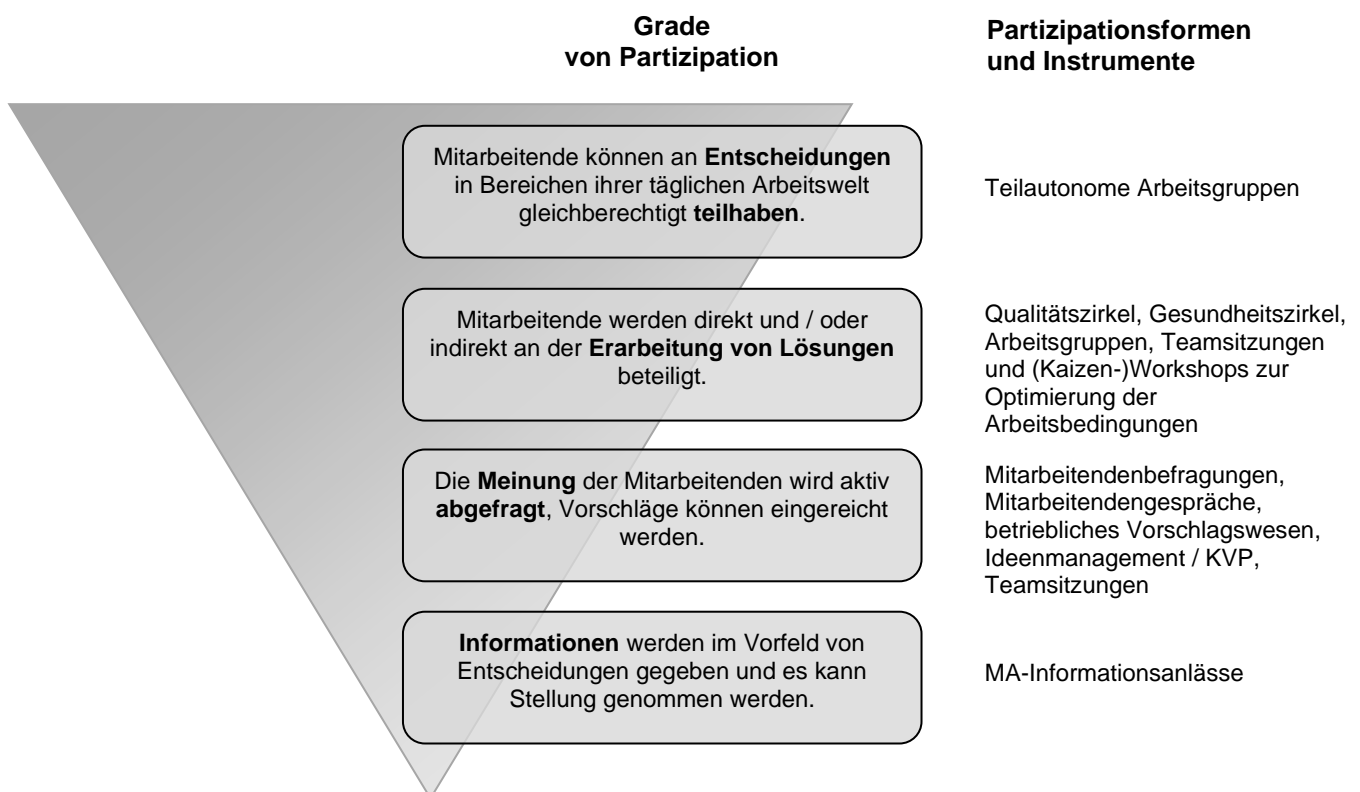 Grade
von Partizipation
Partizipationsformen
und Instrumente
Mitarbeitende können an Entscheidungen
in Bereichen ihrer täglichen Arbeitswelt
gleichberechtigt teilhaben.
Teilautonome Arbeitsgruppen
Mitarbeitende werden direkt und / oder
indirekt an der Erarbeitung von Lösungen
beteiligt.
Qualitätszirkel, Gesundheitszirkel,
Arbeitsgruppen, Teamsitzungen
und (Kaizen-)Workshops zur
Optimierung der
Arbeitsbedingungen
Die Meinung der Mitarbeitenden wird aktiv
abgefragt, Vorschläge können eingereicht
werden.
Mitarbeitendenbefragungen,
Mitarbeitendengespräche,
betriebliches Vorschlagswesen,
Ideenmanagement / KVP,
Teamsitzungen
Informationen werden im Vorfeld von
Entscheidungen gegeben und es kann
Stellung genommen werden.
MA-Informationsanlässe